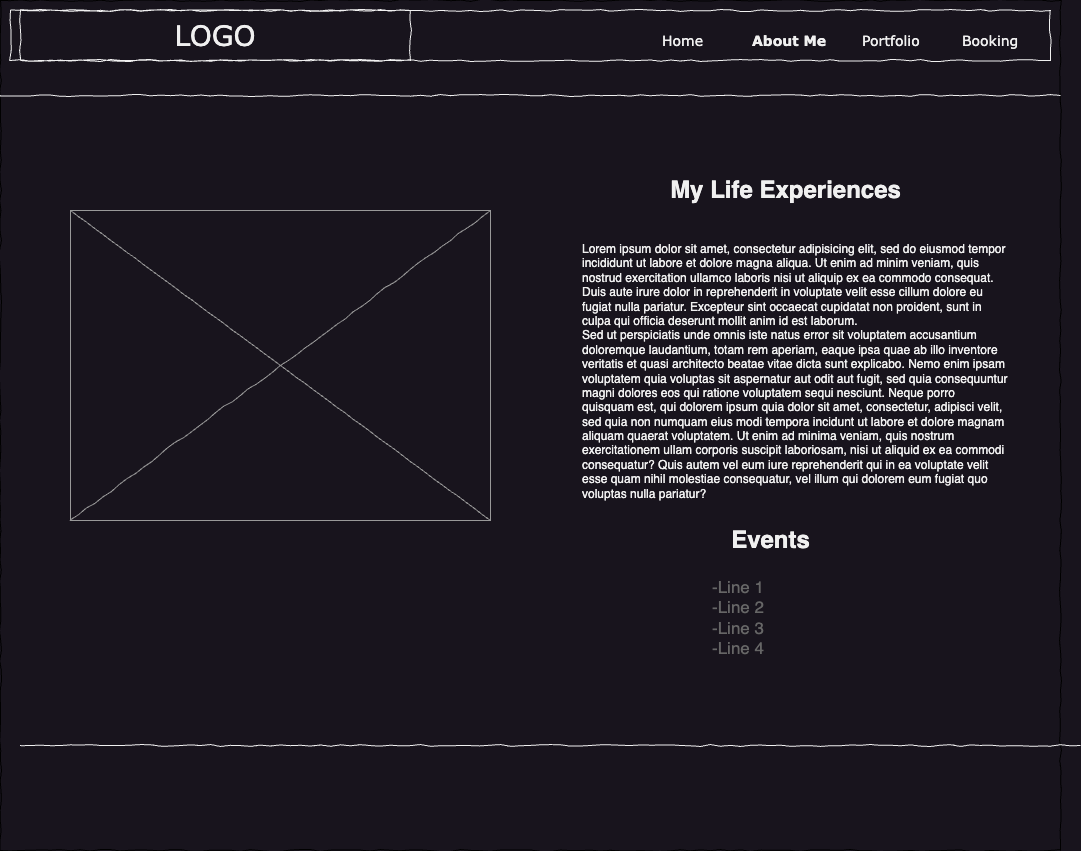 LOGO
Home About Me Portfolio Booking
My Life Experiences
Lorem ipsum dolor sit amet, consectetur adipisicing elit, sed do eiusmod tempor
incididunt ut labore et dolore magna aliqua. Ut enim ad minim veniam, quis
nostrud exercitation ullamco laboris nisi ut aliquip ex ea commodo consequat.
Duis aute irure dolor in reprehenderit in voluptate velit esse cillum dolore eu
fugiat nulla pariatur. Excepteur sint occaecat cupidatat non proident, sunt in
culpa qui officia deserunt mollit anim id est laborum.
Sed ut perspiciatis unde omnis iste natus error sit voluptatem accusantium
doloremque laudantium, totam rem aperiam, eaque ipsa quae ab illo inventore
veritatis et quasi architecto beatae vitae dicta sunt explicabo. Nemo enim ipsam
voluptatem quia voluptas sit aspernatur aut odit aut fugit, sed quia consequuntur
magni dolores eos qui ratione voluptatem sequi nesciunt. Neque porro
quisquam est, qui dolorem ipsum quia dolor sit amet, consectetur, adipisci velit,
sed quia non numquam eius modi tempora incidunt ut labore et dolore magnam
aliquam quaerat voluptatem. Ut enim ad minima veniam, quis nostrum
exercitationem ullam corporis suscipit laboriosam, nisi ut aliquid ex ea commodi
consequatur? Quis autem vel eum iure reprehenderit qui in ea voluptate velit
esse quam nihil molestiae consequatur, vel illum qui dolorem eum fugiat quo
voluptas nulla pariatur?
Events
-Line 1
-Line 2
-Line 3
-Line 4